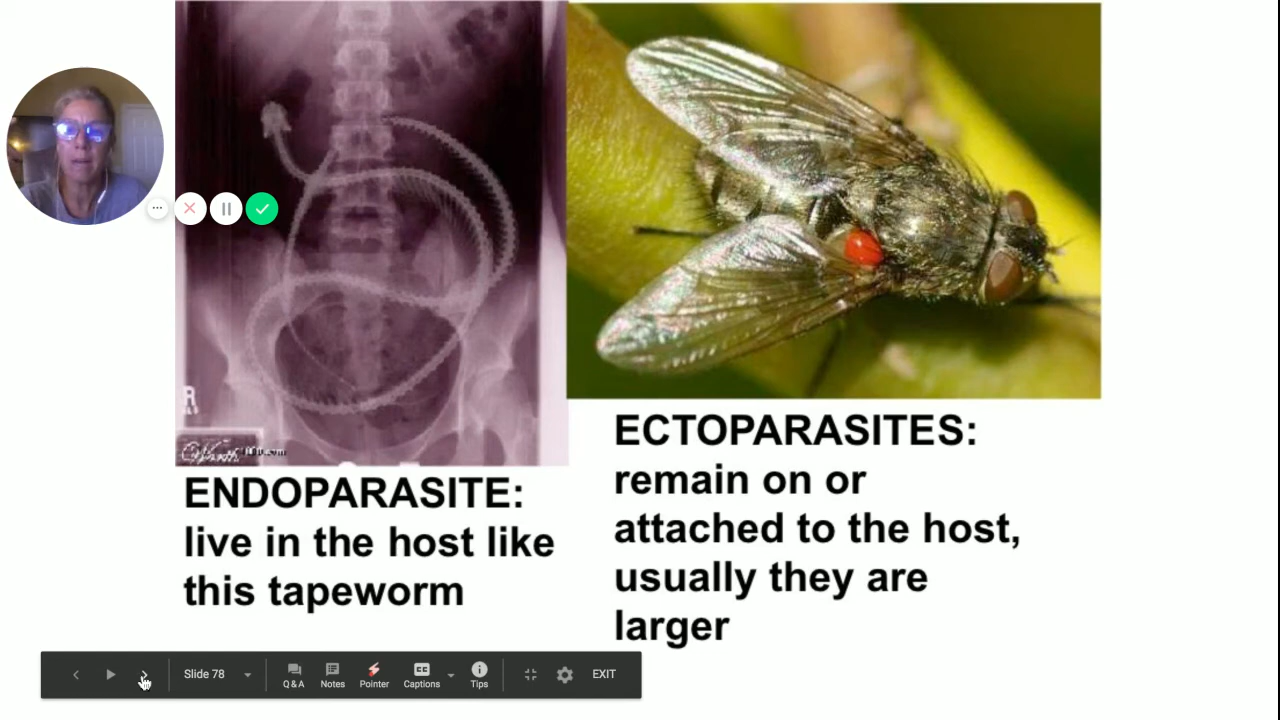 R
ENDOPARASITE:
live in the host like
this tapeworm
ECTOPARASITES:
remain on or
attached to the host,
usually they are
larger
Slide 78
Q&A
Notes
Pointer
CC
Captions
Tips
EXIT